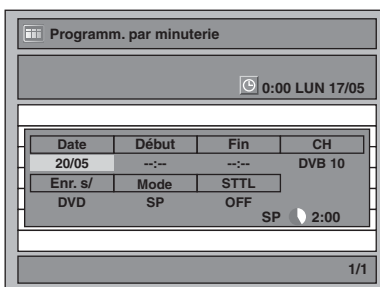 Programm. par minuterie
0:00 LUN 17/05
Date Début Fin CH
20/05 --:-- --:-- DVB 10
Enr. s/ Mode STTL
DVD SP OFF
SP 2:00
1/1